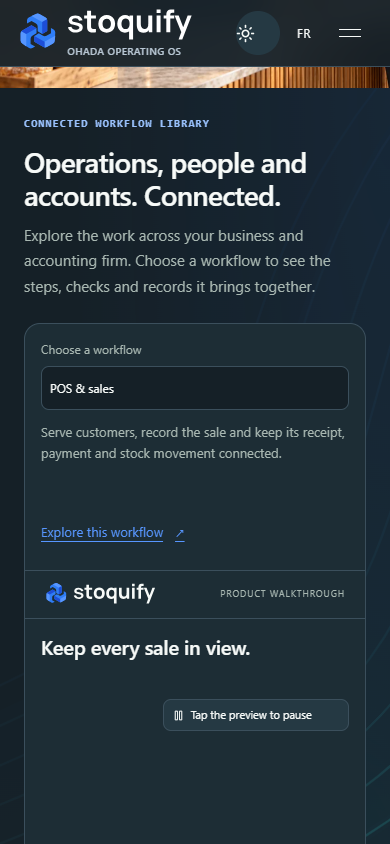 stoquify
OHADA OPERATING OS
FR
CONNECTED WORKFLOW LIBRARY
Operations, people and
accounts. Connected.
Explore the work across your business and
accounting firm. Choose a workflow to see the
steps, checks and records it brings together.
Choose a workflow
POS & sales
Serve customers, record the sale and keep its receipt,
payment and stock movement connected.
Explore this workflow ↗
stoquify
PRODUCT WALKTHROUGH
Keep every sale in view.
Tap the preview to pause